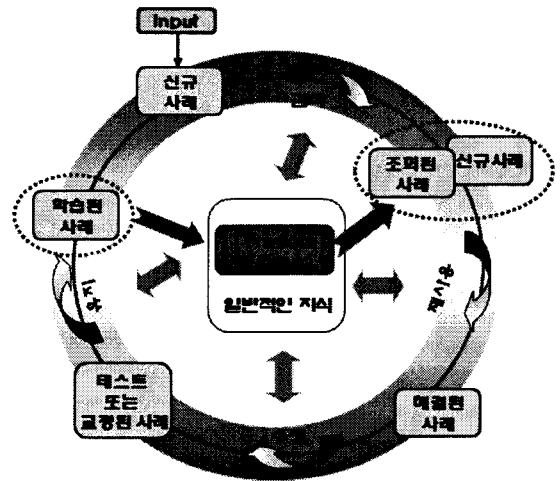 Input
신규
사례
조회된
사례
신규사례
학습된
사례
일반적인 지식
유지
재사용
테스트
또는
교정된 사례
해결된
사례